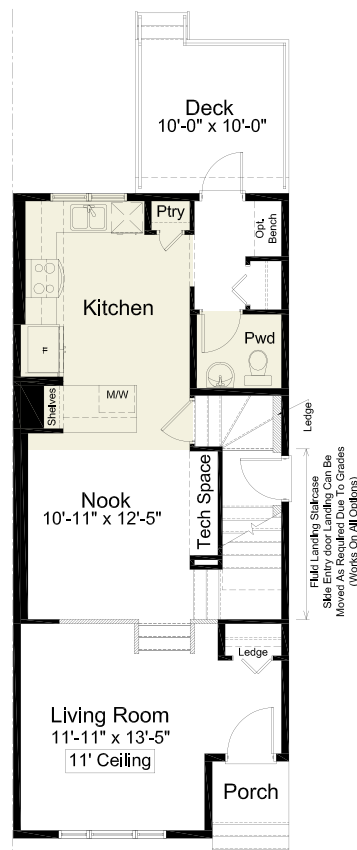 Deck
10'-0" x 10'-0"
Ptry
Opt.
Bench
Kitchen
Pwd
F
Shelves
M/W
Ledge
Nook
10'-11" x 12'-5"
Tech Space
Fluid Landing Staircase
Side Entry door Landing Can Be
Moved As Required Due To Grades
(Works On All Options)
Ledge
Living Room
11'-11" x 13'-5"
11' Ceiling
Porch